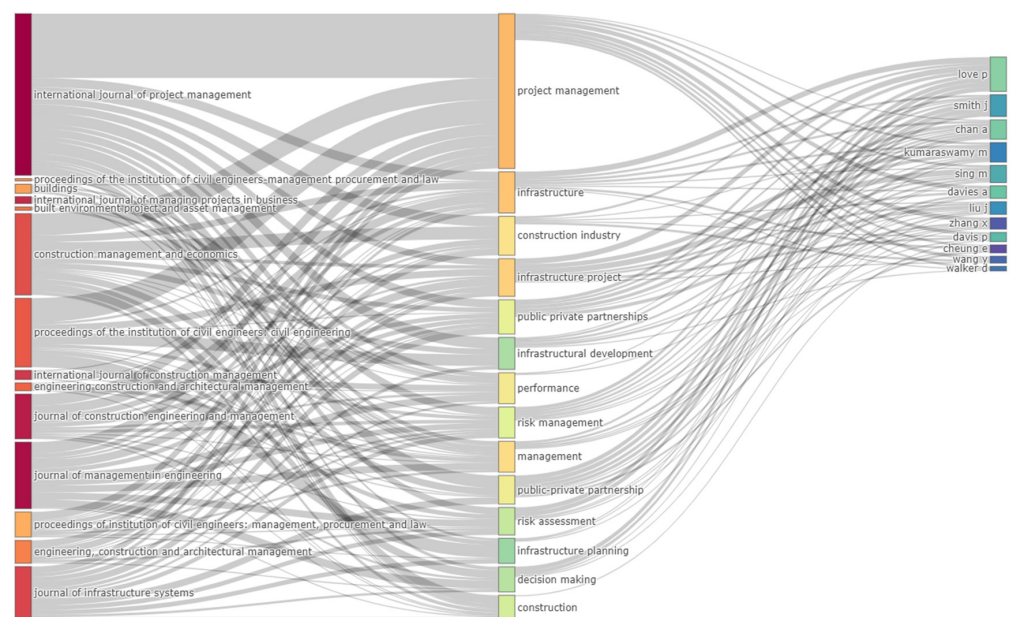 international journal of project management
proceedings of the institution of civil engineers-management procurement and law
buildings
international journal of managing projects in business
built environment project and asset management
construction management and economics
proceedings of the institution of civil engineers: civil engineering
international journal of construction management
engineering construction and architectural management
journal of construction engineering and management
journal of management in engineering
proceedings of institution of civil engineers: management, procurement and law
engineering, construction and architectural management
journal of infrastructure systems
project management
infrastructure
construction industry
infrastructure project
public private partnerships
infrastructural development
performance
risk management
management
public-private partnership
risk assessment
infrastructure planning
decision making
construction
love p
smith j
chan a
kumaraswamy m
sing m
davies a
liu j
zhang x
davis p
cheung e
wang y
walker d